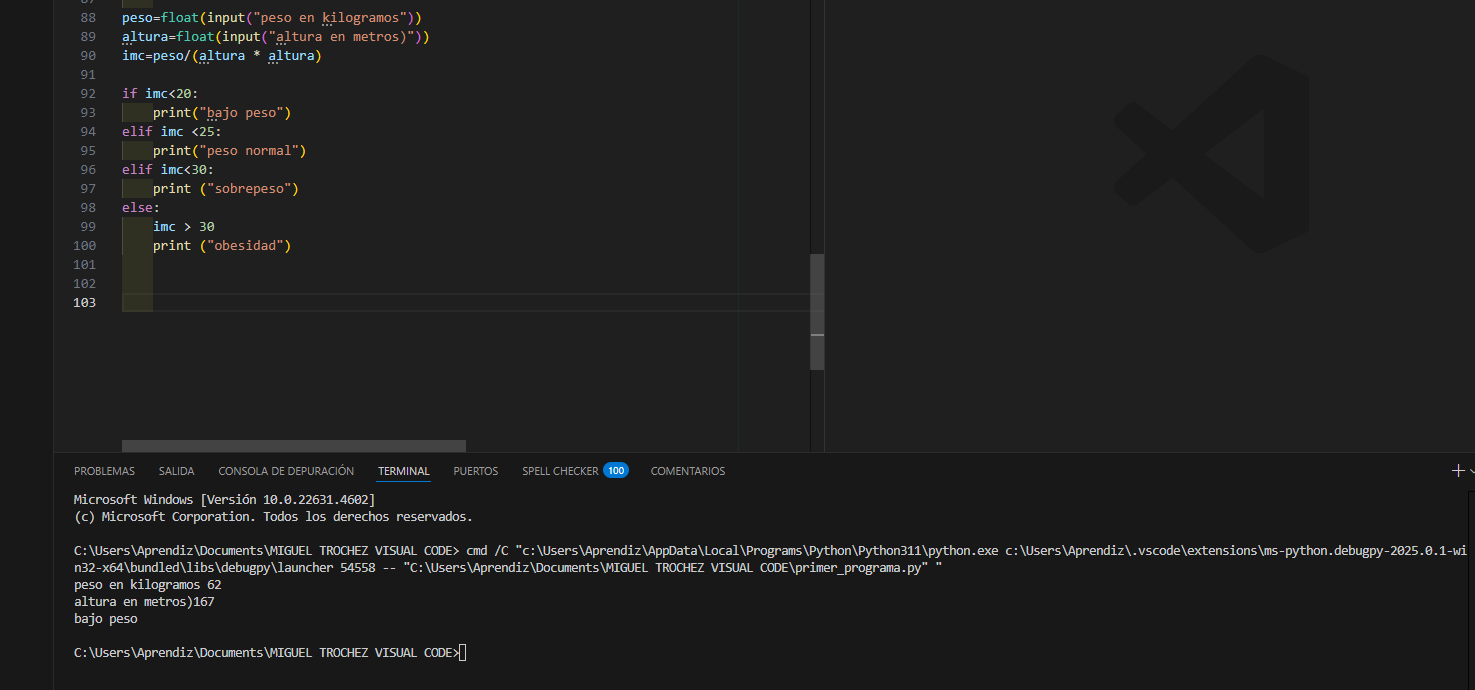 87
88 peso=float(input("peso en kilogramos"))
89 altura=float(input("altura en metros)"))
90 imc=peso/(altura * altura)
91
92 if imc<20:
93     print("bajo peso")
94 elif imc <25:
95     print("peso normal")
96 elif imc<30:
97     print ("sobrepeso")
98 else:
99     imc > 30
100     print ("obesidad")
101
102
103
PROBLEMAS SALIDA CONSOLA DE DEPURACIÓN TERMINAL PUERTOS SPELL CHECKER 100 COMENTARIOS
Microsoft Windows [Versión 10.0.22631.4602]
(c) Microsoft Corporation. Todos los derechos reservados.
C:\Users\Aprendiz\Documents\MIGUEL TROCHEZ VISUAL CODE> cmd /C "c:\Users\Aprendiz\AppData\Local\Programs\Python\Python311\python.exe c:\Users\Aprendiz\.vscode\extensions\ms-python.debugpy-2025.0.1-wi
n32-x64\bundled\libs\debugpy\launcher 54558 -- "C:\Users\Aprendiz\Documents\MIGUEL TROCHEZ VISUAL CODE\primer_programa.py" "
peso en kilogramos 62
altura en metros)167
bajo peso
C:\Users\Aprendiz\Documents\MIGUEL TROCHEZ VISUAL CODE>